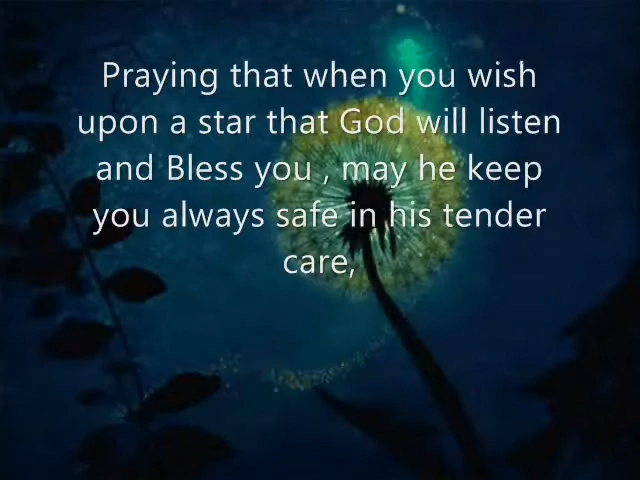 Praying that when you wish
upon a star that God will listen
and Bless you , may he keep
you always safe in his tender
care,